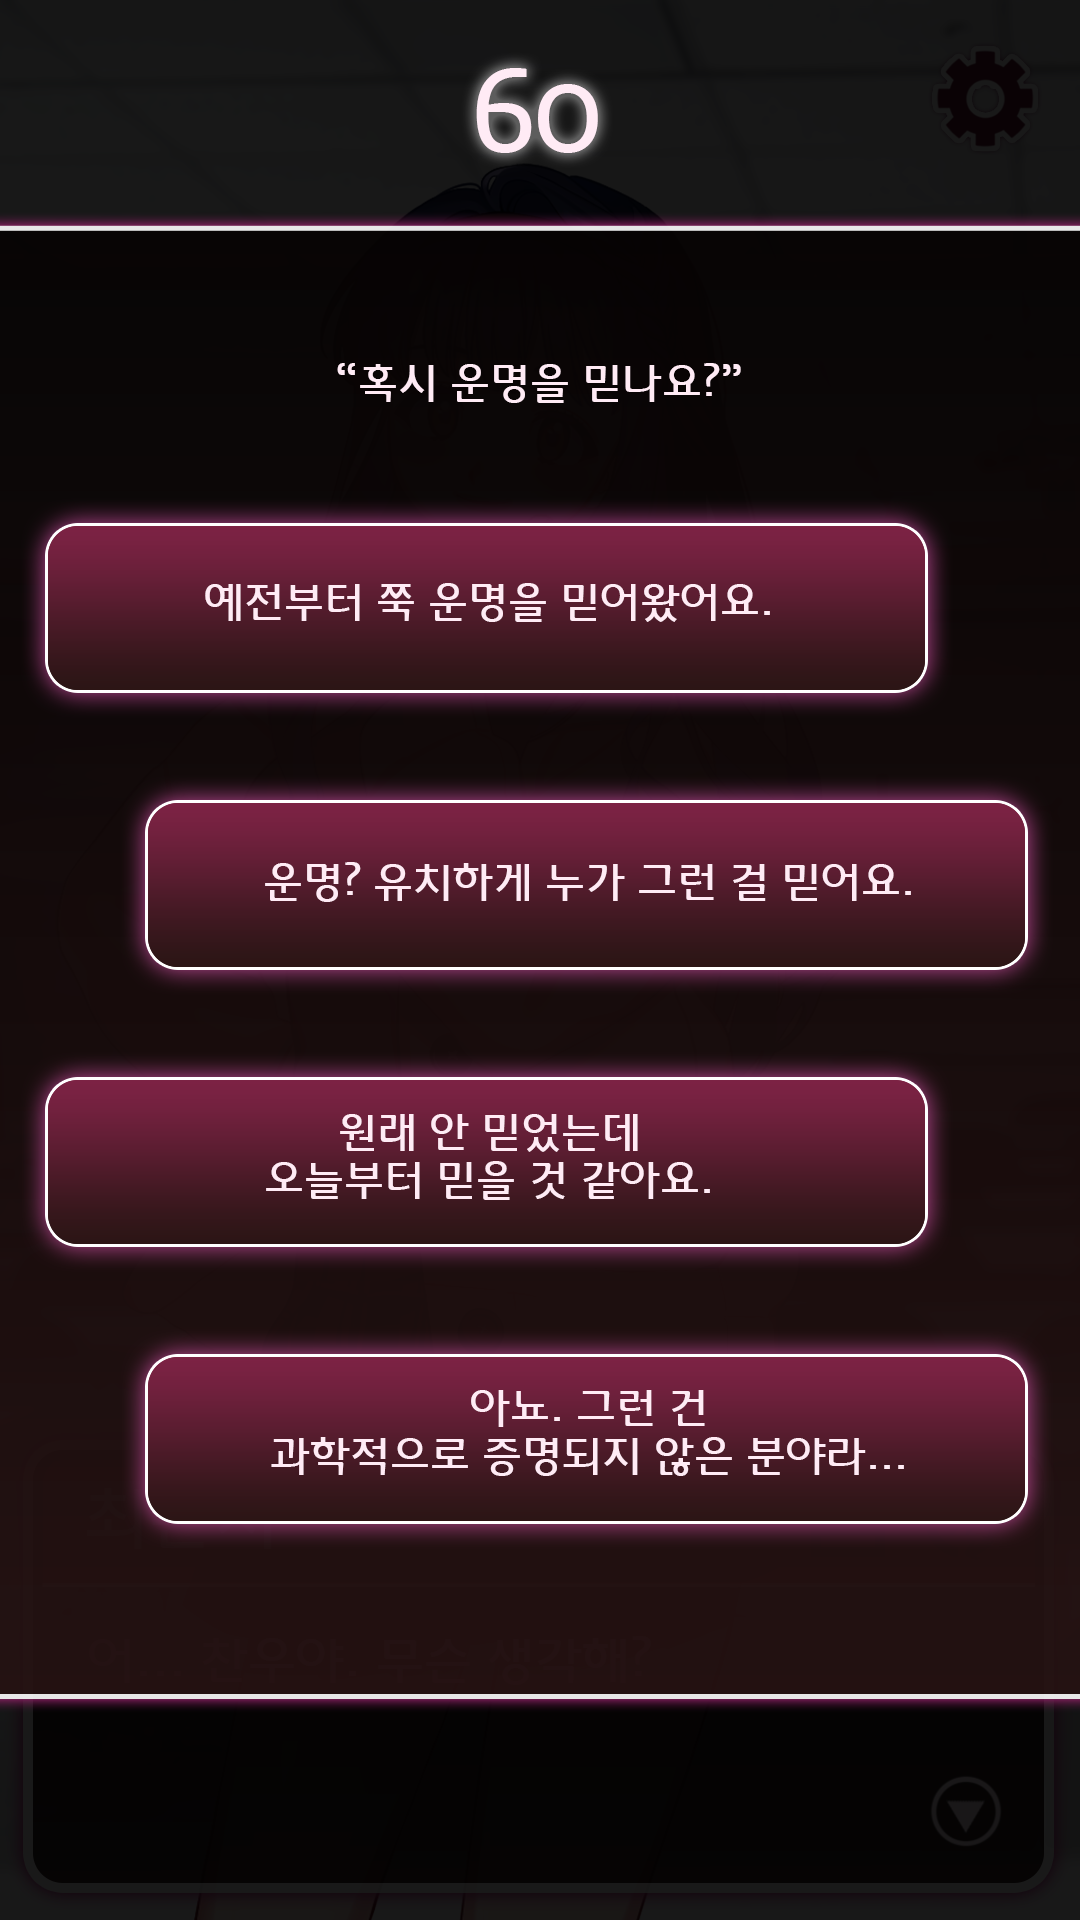 60
“혹시 운명을 믿나요?”
예전부터 쭉 운명을 믿어왔어요.
운명? 유치하게 누가 그런 걸 믿어요.
원래 안 믿었는데
오늘부터 믿을 것 같아요.
아뇨. 그런 건
과학적으로 증명되지 않은 분야라...